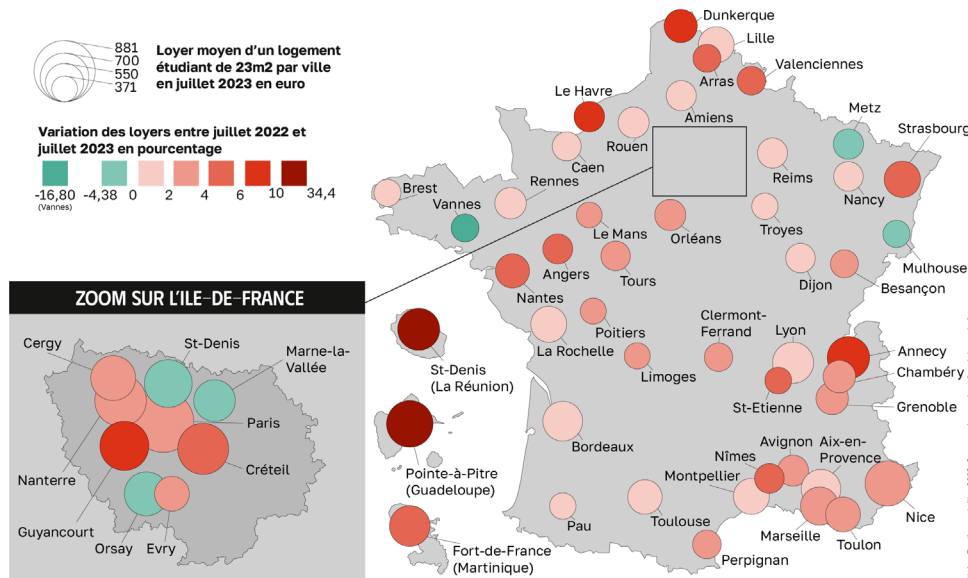 881
700
550
371
Loyer moyen d'un logement
étudiant de 23m2 par ville
en juillet 2023 en euro
Variation des loyers entre juillet 2022 et
juillet 2023 en pourcentage
-16,80 -4,38 0 2 4 6 10 34,4
(Vannes)
Dunkerque
Lille
Arras
Valenciennes
Le Havre
Amiens
Rouen
Caen
Metz
Strasbourg
Reims
Nancy
Brest
Rennes
Vannes
Le Mans
Orléans
Troyes
Mulhouse
Angers
Tours
Dijon
Besançon
Nantes
Poitiers
La Rochelle
Clermont-
Ferrand
Lyon
Annecy
Chambéry
Limoges
St-Etienne
Grenoble
Bordeaux
Avignon
Aix-en-
Provence
Nîmes
Montpellier
Pau
Toulouse
Marseille
Toulon
Nice
Perpignan
ZOOM SUR L'ILE-DE-FRANCE
Cergy
St-Denis
Marne-la-
Vallée
Paris
Nanterre
Créteil
Guyancourt
Orsay
Evry
St-Denis
(La Réunion)
Pointe-à-Pitre
(Guadeloupe)
Fort-de-France
(Martinique)